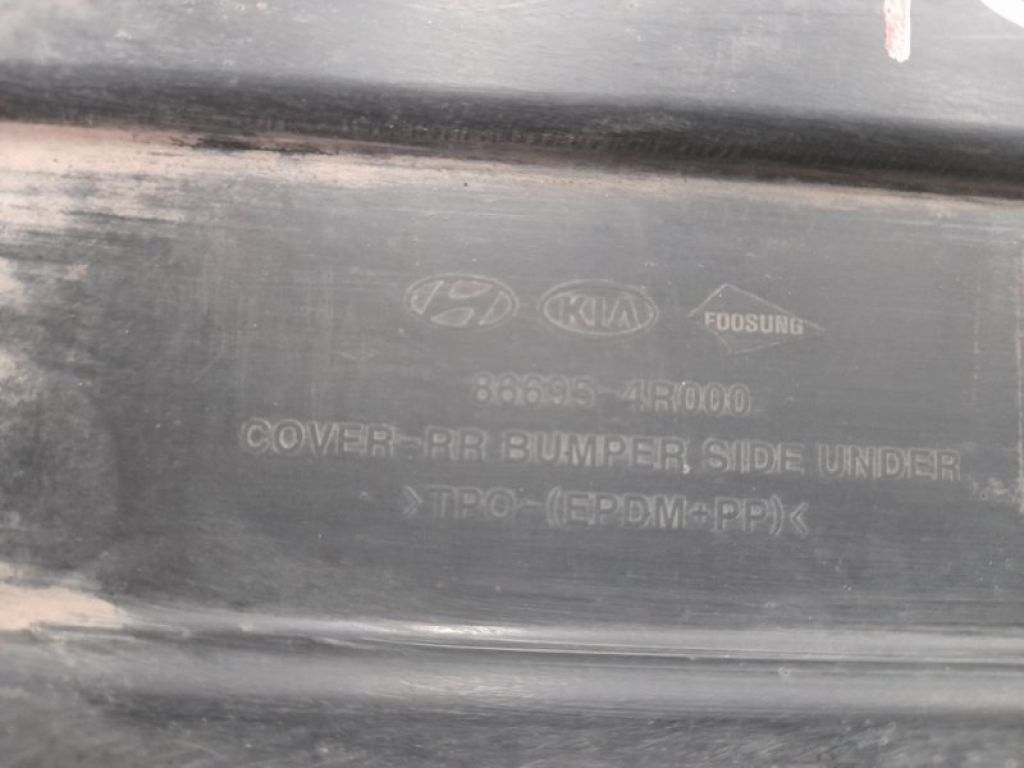 KIA FOOSUNG
86695-4R000
COVER-RR BUMPER, SIDE UNDER
>TPO-(EPDM+PP)<